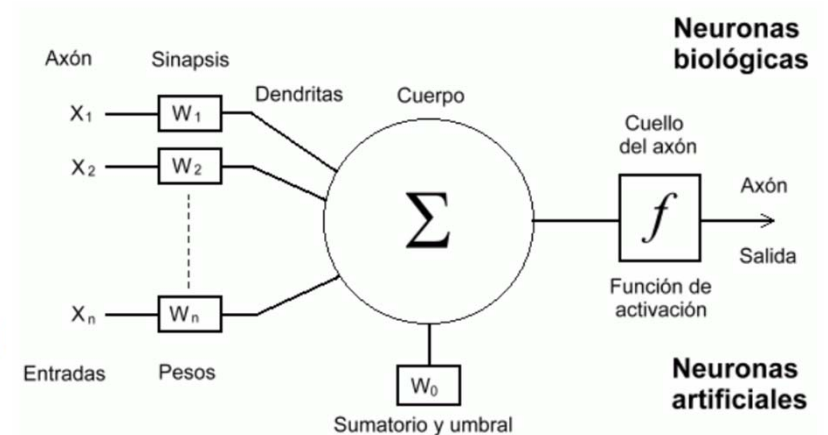 Neuronas
biológicas
Axón
Sinapsis
Dendritas
Cuerpo
Cuello
del axón
X1
W1
X2
W2
Σ
f
Axón
Salida
Xn
Wn
Función de
activación
Entradas
Pesos
W0
Neuronas
artificiales
Sumatorio y umbral